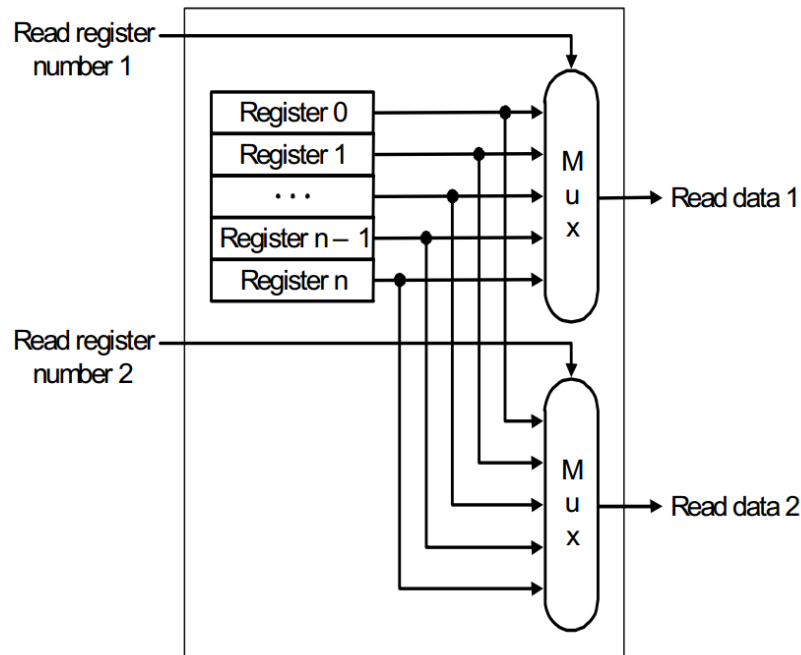 Read register
number 1
Register 0
Register 1
...
Register n – 1
Register n
M
u
x
Read data 1
Read register
number 2
M
u
x
Read data 2